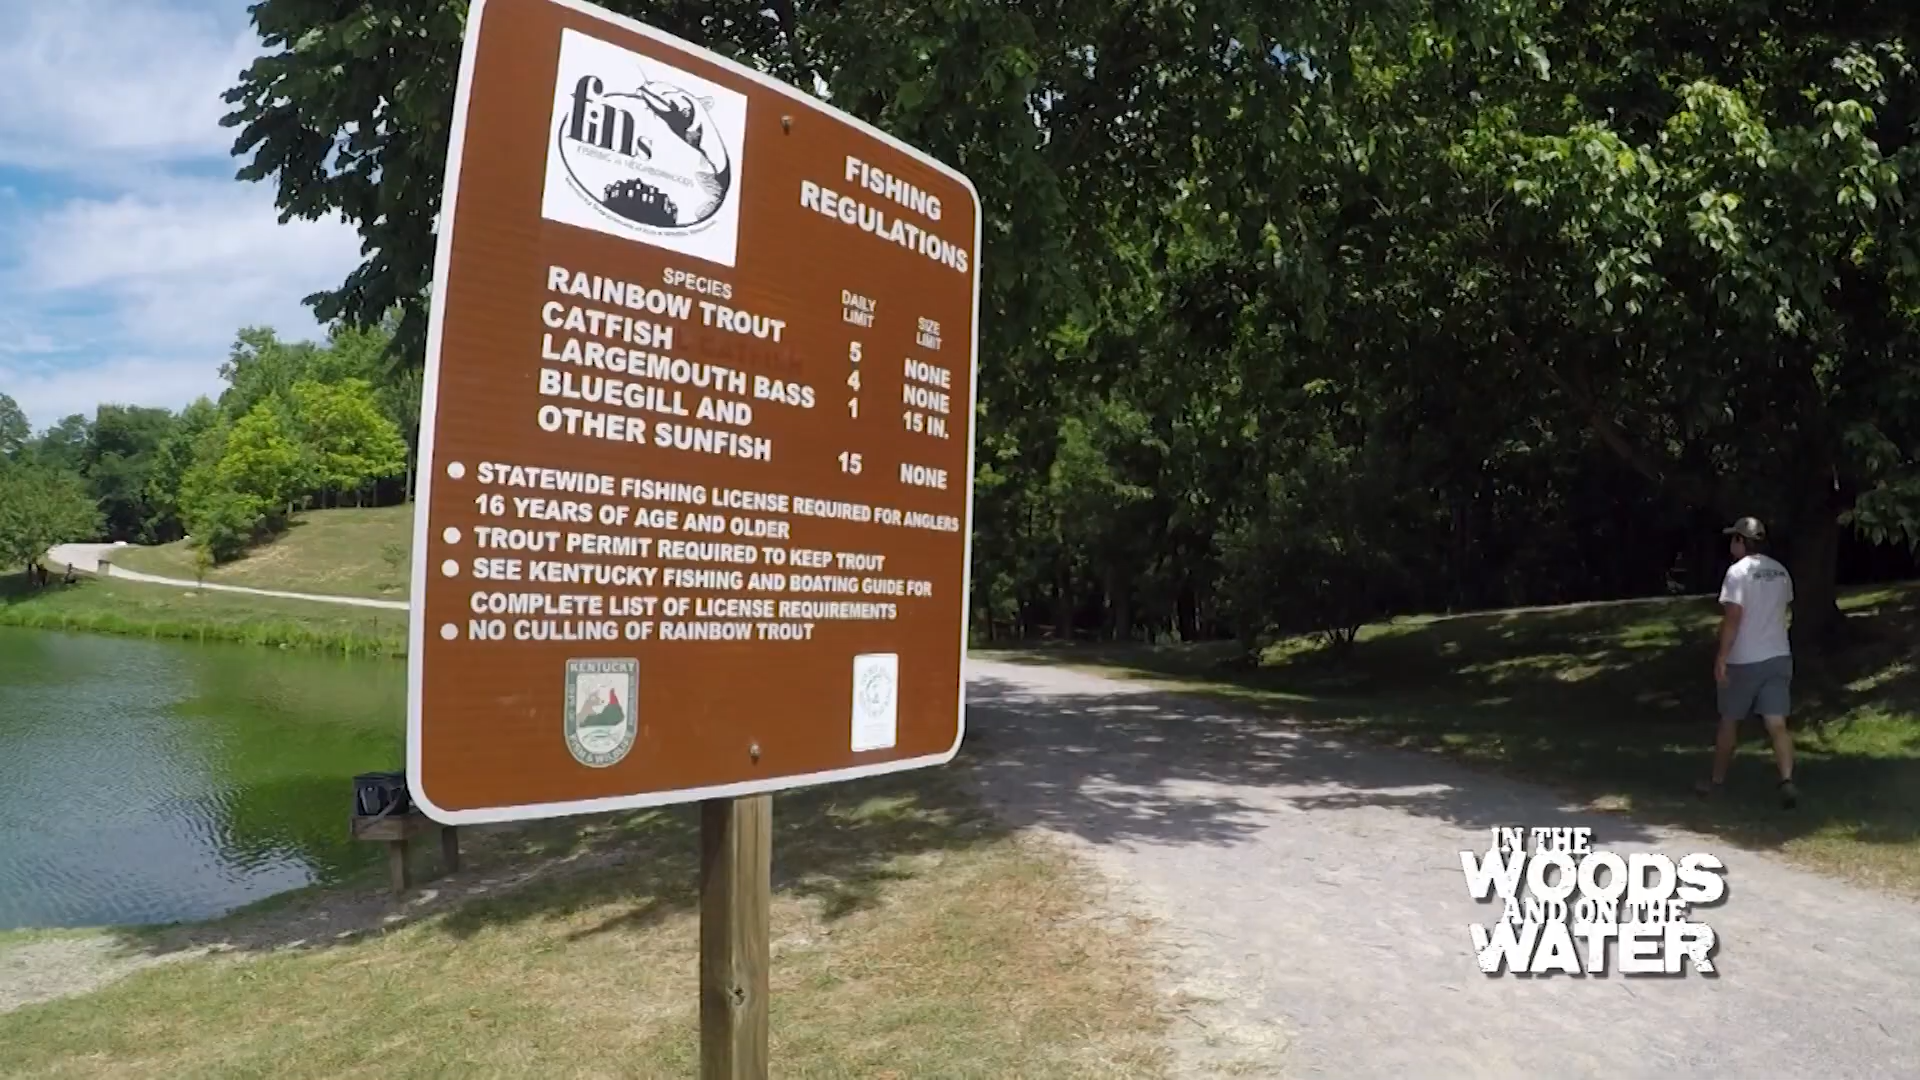 fins
FISHING IN NEIGHBORHOODS
FISHING
REGULATIONS
SPECIES
DAILY
LIMIT
SIZE
LIMIT
RAINBOW TROUT 5 NONE
CATFISH 4 NONE
LARGEMOUTH BASS 1 15 IN.
BLUEGILL AND
OTHER SUNFISH 15 NONE
STATEWIDE FISHING LICENSE REQUIRED FOR ANGLERS
16 YEARS OF AGE AND OLDER
TROUT PERMIT REQUIRED TO KEEP TROUT
SEE KENTUCKY FISHING AND BOATING GUIDE FOR
COMPLETE LIST OF LICENSE REQUIREMENTS
NO CULLING OF RAINBOW TROUT
KENTUCKY
FISH & WILDLIFE
IN THE
WOODS
AND ON THE
WATER